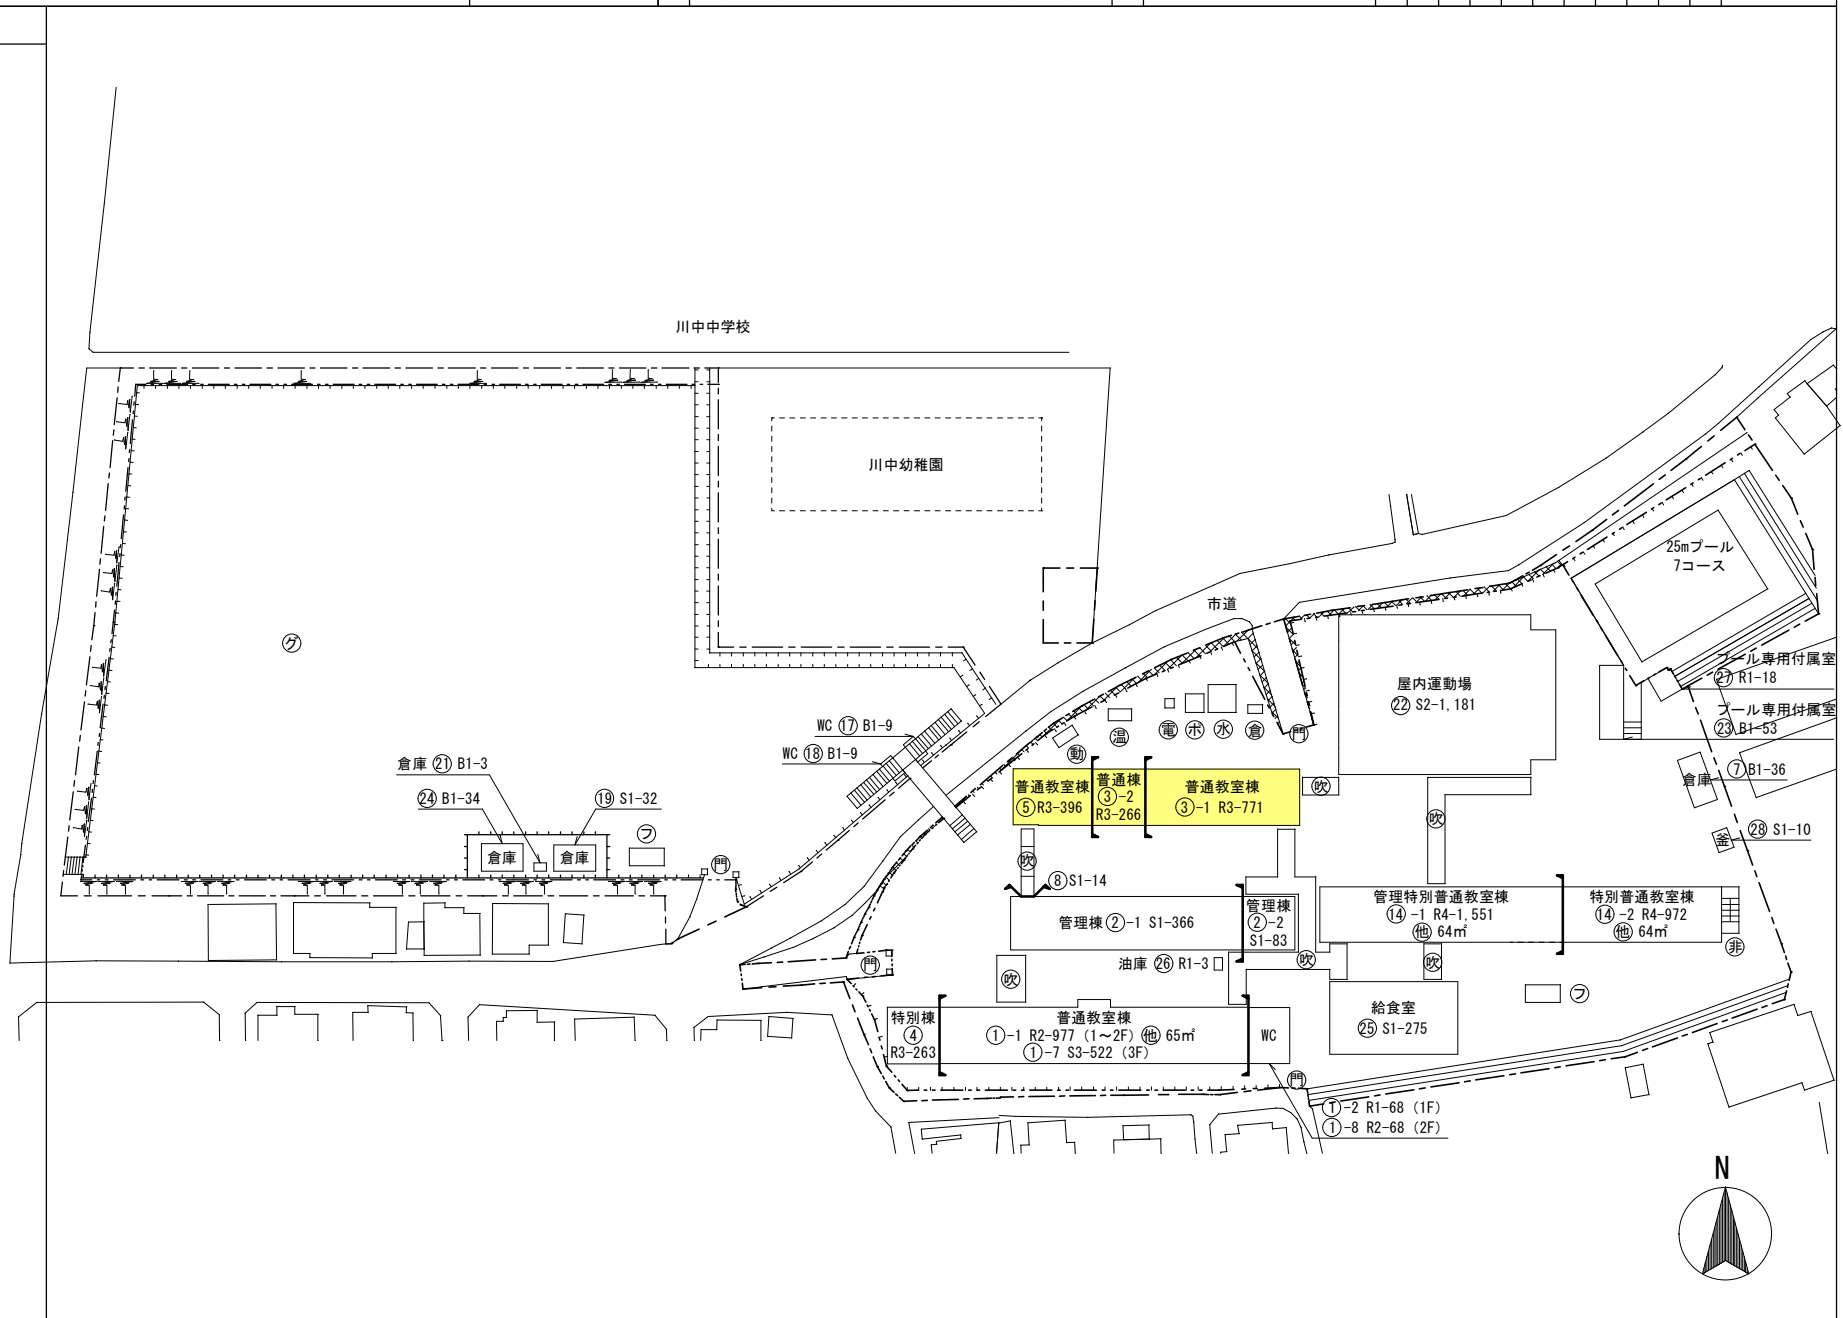 川中中学校
川中幼稚園
25mプール
7コース
市道
グ
プール専用付属室
㉗ R1-18
屋内運動場
㉒ S2-1,181
プール専用付属室
㉓ B1-53
WC ⑰ B1-9
WC ⑱ B1-9
温
電
ポ
水
倉
門
動
倉庫 ㉑ B1-3
㉔ B1-34
⑲ S1-32
倉庫
倉庫
フ
門
普通教室棟
⑤ R3-396
普通棟
③-2
R3-266
普通教室棟
③-1 R3-771
吹
吹
倉庫
⑦ B1-36
釜
㉘ S1-10
吹
⑧ S1-14
管理棟 ②-1 S1-366
管理棟
②-2
S1-83
管理特別普通教室棟
⑭-1 R4-1,551
他 64㎡
特別普通教室棟
⑭-2 R4-972
他 64㎡
非
門
吹
油庫 ㉖ R1-3
吹
吹
フ
特別棟
④
R3-263
普通教室棟
①-1 R2-977 (1～2F) 他 65㎡
①-7 S3-522 (3F)
WC
給食室
㉕ S1-275
門
①-2 R1-68 (1F)
①-8 R2-68 (2F)
N